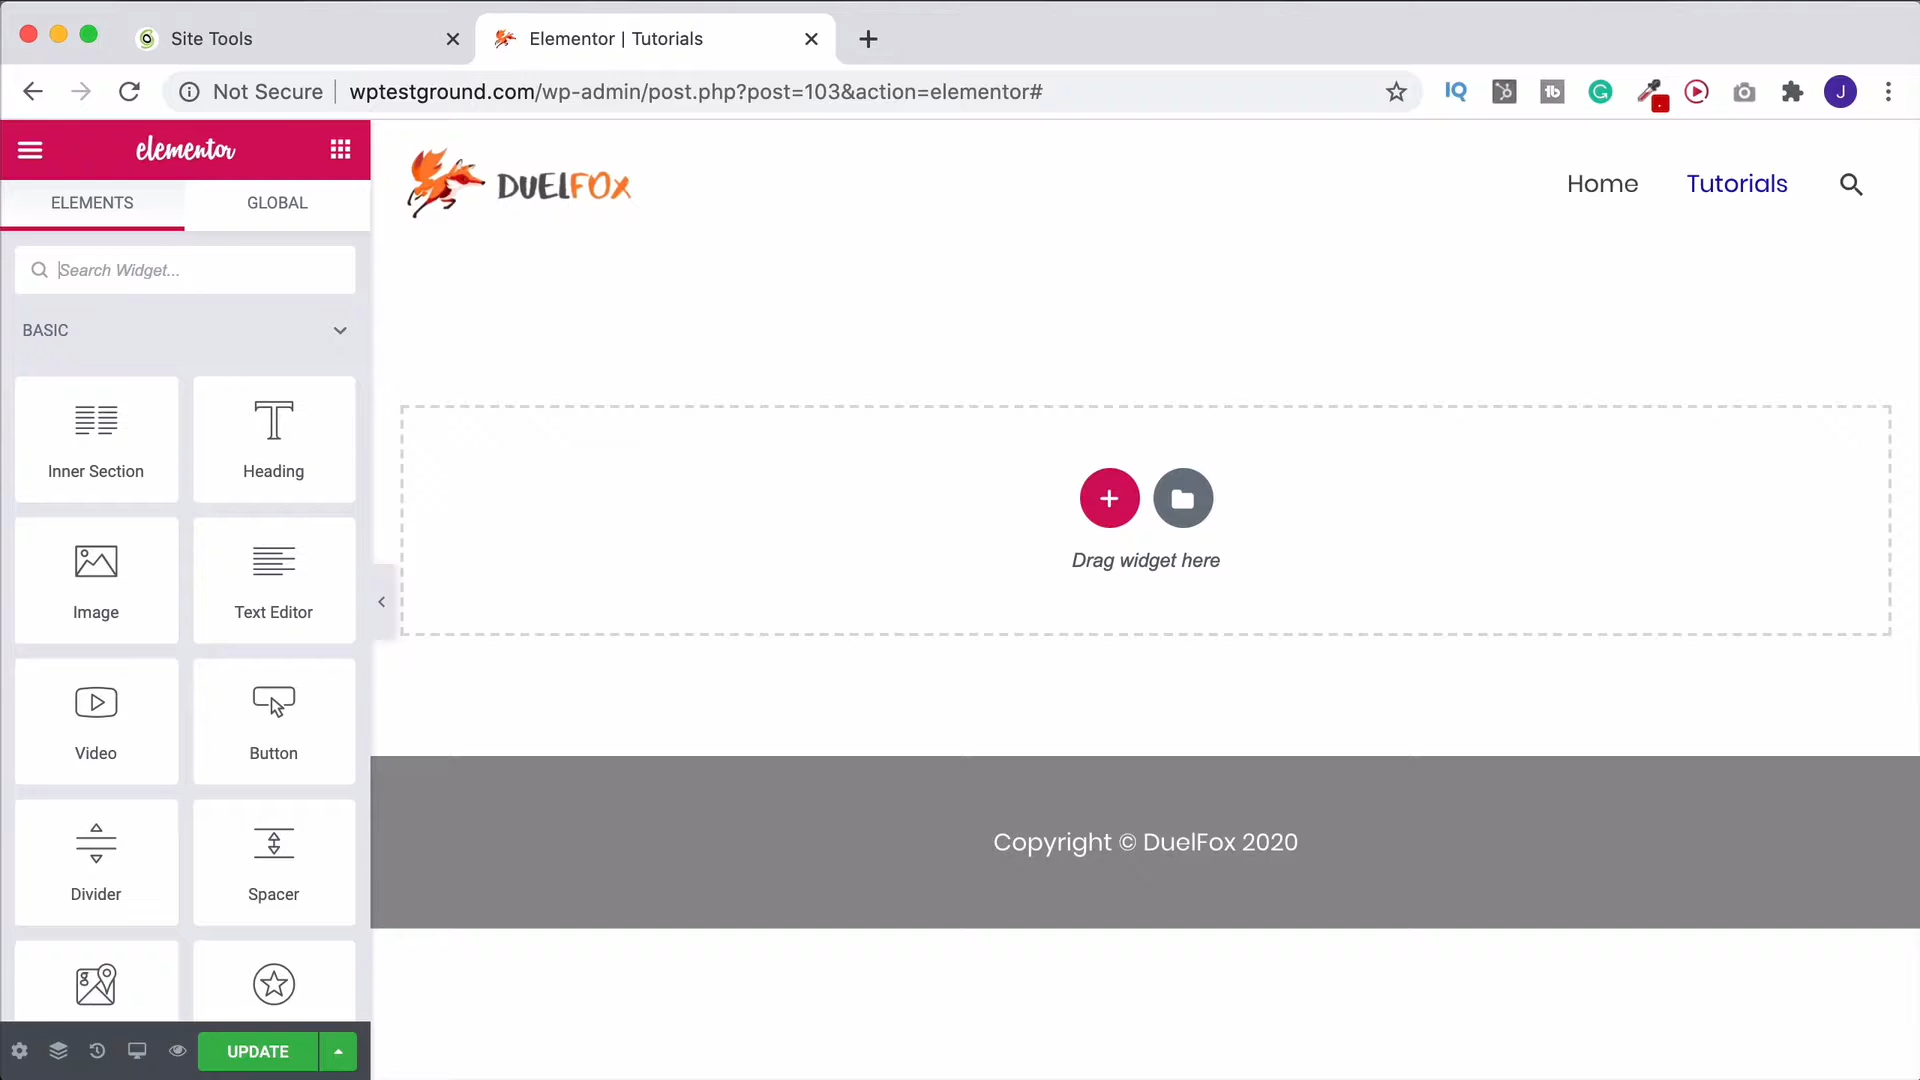 Site Tools
Elementor | Tutorials
Not Secure wptestground.com/wp-admin/post.php?post=103&action=elementor#
IQ
tb
G
J
elementor
ELEMENTS GLOBAL
Search Widget...
BASIC
Inner Section Heading
Image Text Editor
Video Button
Divider Spacer
UPDATE
DUELFOX
Home Tutorials
Drag widget here
Copyright © DuelFox 2020